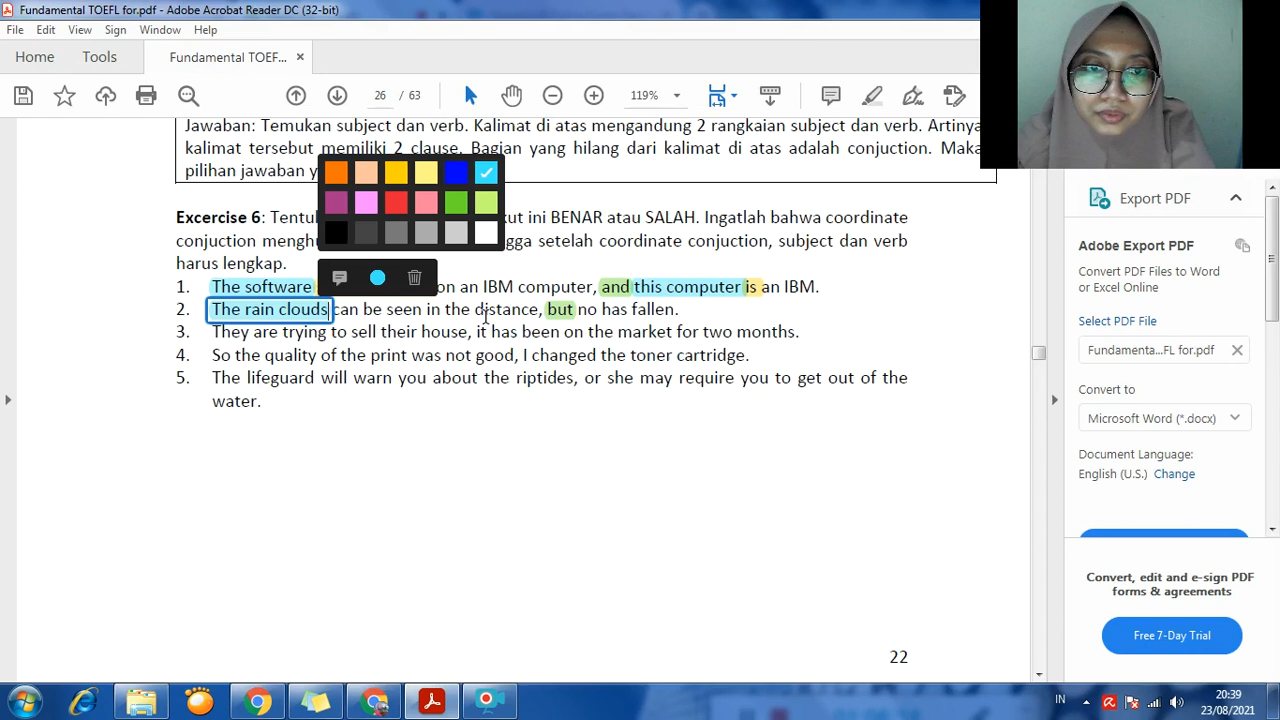 Fundamental TOEFL for.pdf - Adobe Acrobat Reader DC (32-bit)
File Edit View Sign Window Help
Home Tools Fundamental TOEF... ×
26 / 63 119%
Jawaban: Temukan subject dan verb. Kalimat di atas mengandung 2 rangkaian subject dan verb. Artinya
kalimat tersebut memiliki 2 clause. Bagian yang hilang dari kalimat di atas adalah conjuction. Maka
pilihan jawaban y
Excercise 6: Tentu kut ini BENAR atau SALAH. Ingatlah bahwa coordinate
conjuction menghu ngga setelah coordinate conjuction, subject dan verb
harus lengkap.
1. The software on an IBM computer, and this computer is an IBM.
2. The rain clouds can be seen in the distance, but no has fallen.
3. They are trying to sell their house, it has been on the market for two months.
4. So the quality of the print was not good, I changed the toner cartridge.
5. The lifeguard will warn you about the riptides, or she may require you to get out of the
water.
22
Export PDF
Adobe Export PDF
Convert PDF Files to Word
or Excel Online
Select PDF File
Fundamenta...FL for.pdf ×
Convert to
Microsoft Word (*.docx)
Document Language:
English (U.S.) Change
Convert, edit and e-sign PDF
forms & agreements
Free 7-Day Trial
IN
20:39
23/08/2021